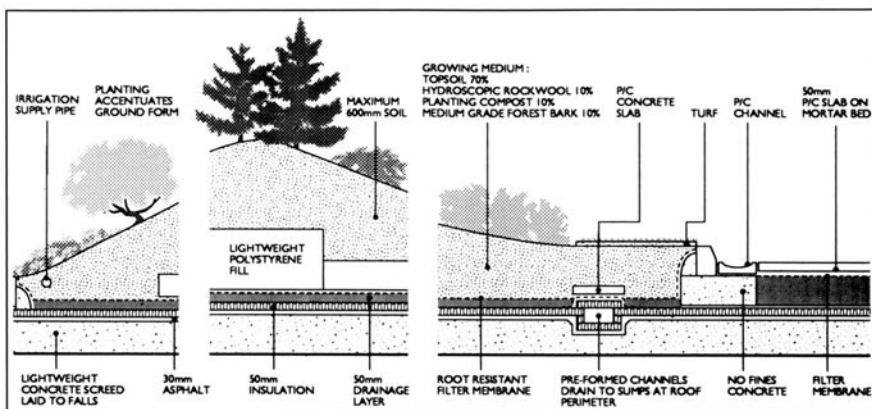 IRRIGATION
SUPPLY PIPE
PLANTING
ACCENTUATES
GROUND FORM
MAXIMUM
600mm SOIL
GROWING MEDIUM :
TOPSOIL 70%
HYDROSCOPIC ROCKWOOL 10%
PLANTING COMPOST 10%
MEDIUM GRADE FOREST BARK 10%
P/C
CONCRETE
SLAB
TURF
P/C
CHANNEL
50mm
P/C SLAB ON
MORTAR BED
LIGHTWEIGHT
POLYSTYRENE
FILL
LIGHTWEIGHT
CONCRETE SCREED
LAID TO FALLS
30mm
ASPHALT
50mm
INSULATION
50mm
DRAINAGE
LAYER
ROOT RESISTANT
FILTER MEMBRANE
PRE-FORMED CHANNELS
DRAIN TO SUMPS AT ROOF
PERIMETER
NO FINES
CONCRETE
FILTER
MEMBRANE